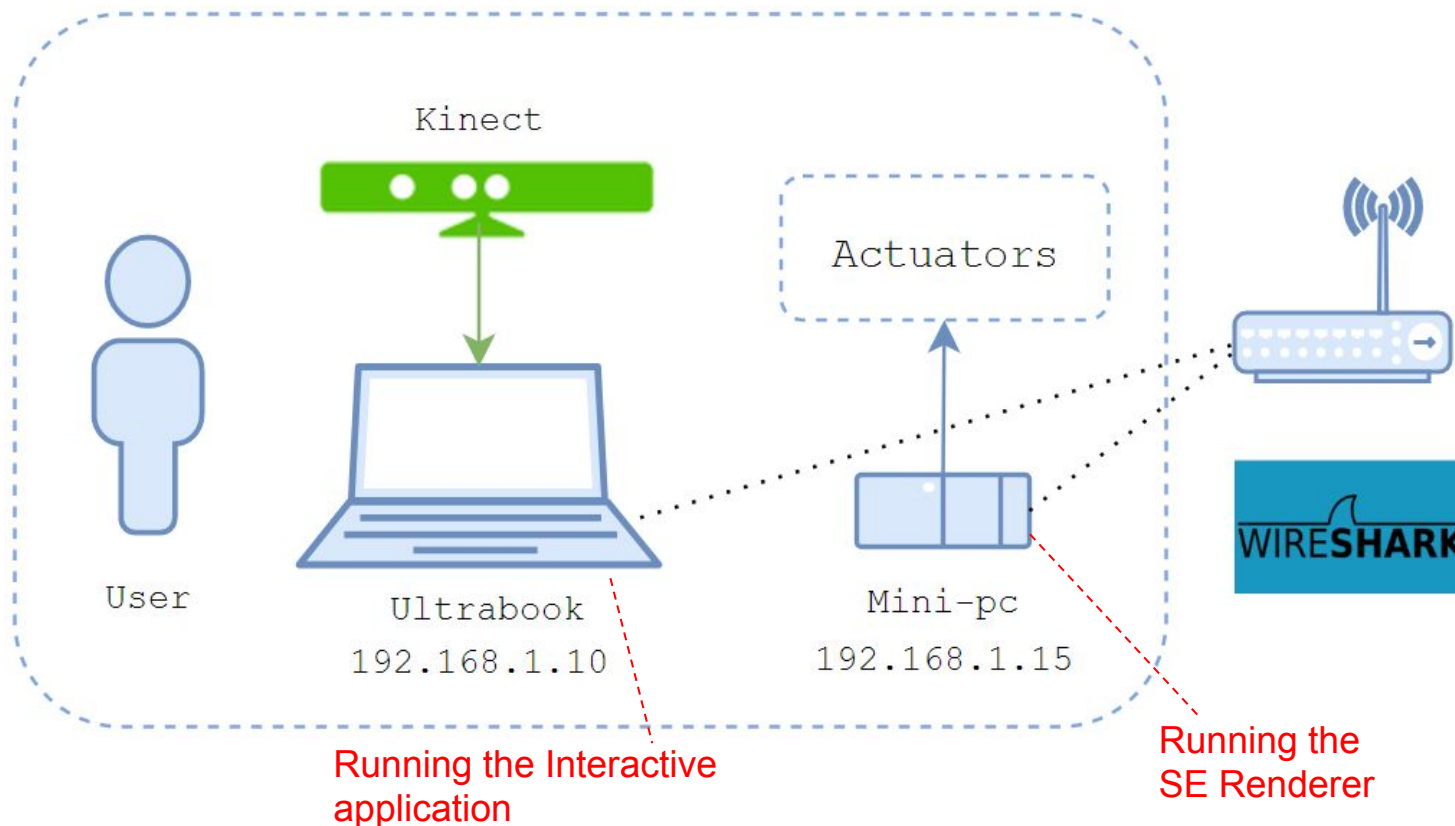 Kinect
Actuators
User
Ultrabook
192.168.1.10
Mini-pc
192.168.1.15
WIRESHARK
Running the Interactive
application
Running the
SE Renderer